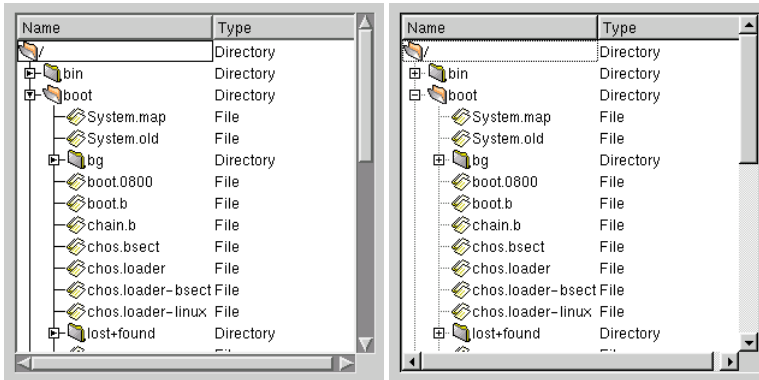 Name Type
/ Directory
bin Directory
boot Directory
System.map File
System.old File
bg Directory
boot.0800 File
boot.b File
chain.b File
chos.bsect File
chos.loader File
chos.loader-bsect File
chos.loader-linux File
lost+found Directory
Name Type
/ Directory
bin Directory
boot Directory
System.map File
System.old File
bg Directory
boot.0800 File
boot.b File
chain.b File
chos.bsect File
chos.loader File
chos.loader-bsect File
chos.loader-linux File
lost+found Directory